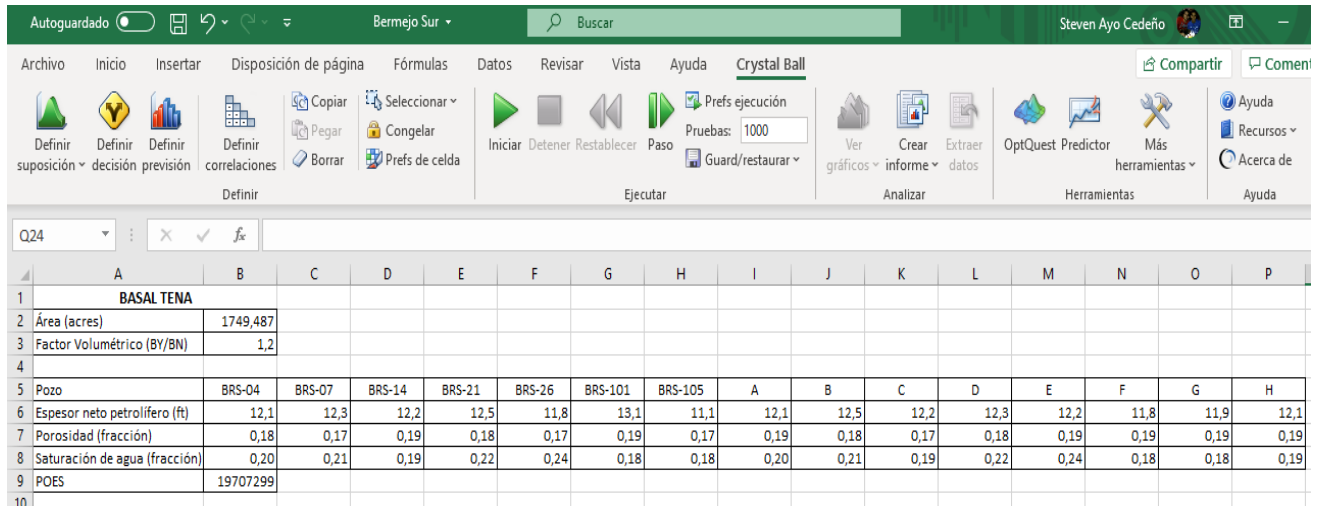 Autoguardado Bermejo Sur Buscar Steven Ayo Cedeño
Archivo Inicio Insertar Disposición de página Fórmulas Datos Revisar Vista Ayuda Crystal Ball Compartir Coment
Definir suposición
Definir decisión
Definir previsión
Definir correlaciones
Copiar
Pegar
Borrar
Seleccionar
Congelar
Prefs de celda
Definir
Iniciar Detener Restablecer Paso
Prefs ejecución
Pruebas: 1000
Guard/restaurar
Ejecutar
Ver gráficos
Crear informe
Extraer datos
Analizar
OptQuest Predictor
Más herramientas
Herramientas
Ayuda
Recursos
Acerca de
Ayuda
Q24 fx
A B C D E F G H I J K L M N O P
1 BASAL TENA
2 Área (acres) 1749,487
3 Factor Volumétrico (BY/BN) 1,2
4
5 Pozo BRS-04 BRS-07 BRS-14 BRS-21 BRS-26 BRS-101 BRS-105 A B C D E F G H
6 Espesor neto petrolífero (ft) 12,1 12,3 12,2 12,5 11,8 13,1 11,1 12,1 12,5 12,2 12,3 12,2 11,8 11,9 12,1
7 Porosidad (fracción) 0,18 0,17 0,19 0,18 0,17 0,19 0,17 0,19 0,18 0,17 0,18 0,19 0,19 0,19 0,19
8 Saturación de agua (fracción) 0,20 0,21 0,19 0,22 0,24 0,18 0,18 0,20 0,21 0,19 0,22 0,24 0,18 0,18 0,19
9 POES 19707299
10